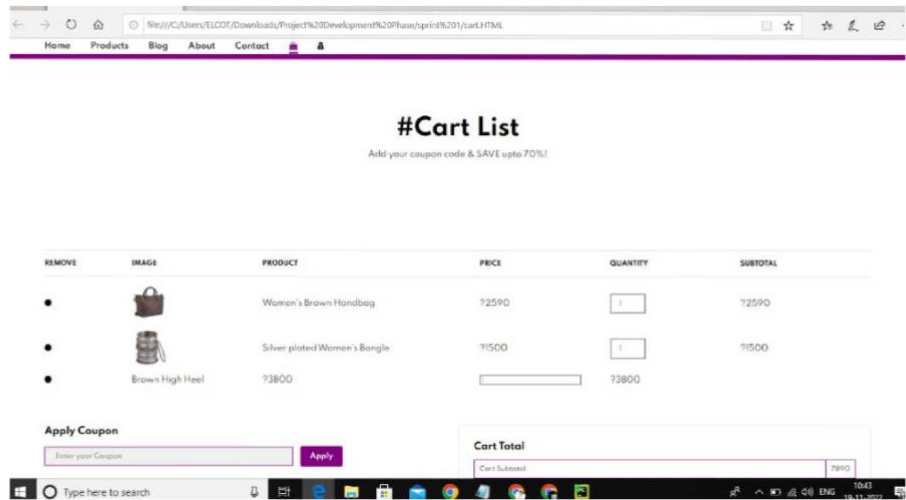 file:///C:/Users/ELCOT/Downloads/Project%20Development%20Phase/sprint%201/cart.HTML
Home Products Blog About Contact
#Cart List
Add your coupon code & SAVE upto 70%!
REMOVE IMAGE PRODUCT PRICE QUANTITY SUBTOTAL
Women's Brown Handbag ?2590 1 ?2590
Silver plated Women's Bangle ?1500 1 ?1500
Brown High Heel ?3800 ?3800
Apply Coupon
Enter your Coupon Apply
Cart Total
Cart Subtotal 7890
Type here to search ENG 10:43
18-11-2022